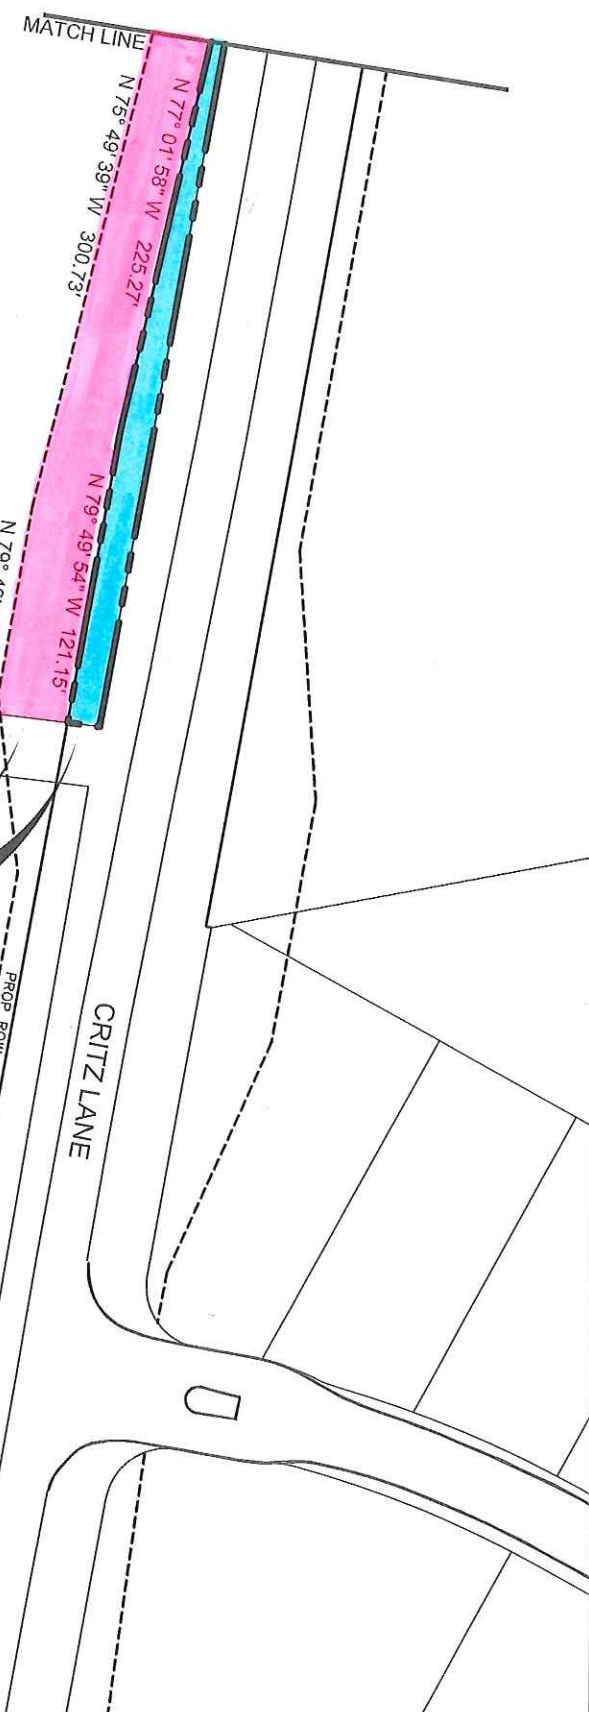 MATCH LINE
N 77° 01' 58" W 225.27'
N 75° 49' 39" W 300.73'
N 79° 49' 54" W 121.15'
N 79°
CRITZ LANE
PROP